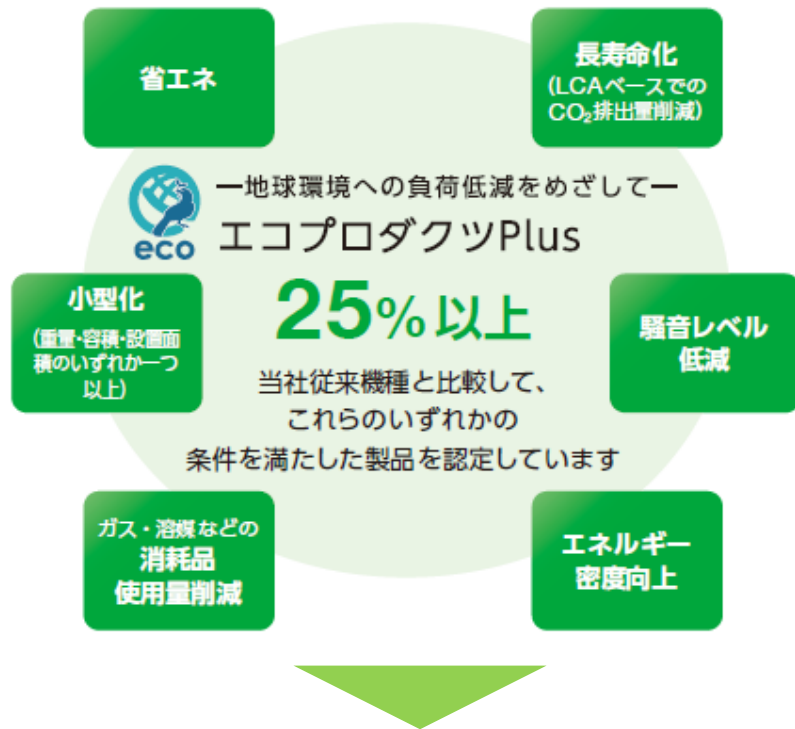 省エネ
長寿命化
(LCAベースでの
CO₂排出量削減)
ー地球環境への負荷低減をめざしてー
eco
エコプロダクツPlus
小型化
(重量・容積・設置面
積のいずれか一つ
以上)
25%以上
騒音レベル
低減
当社従来機種と比較して、
これらのいずれかの
条件を満たした製品を認定しています
ガス・溶媒などの
消耗品
使用量削減
エネルギー
密度向上